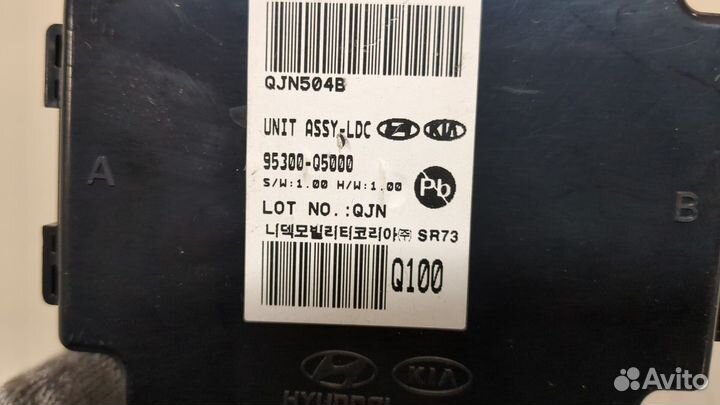 QJN504B
UNIT ASSY-LDC KIA
95300-Q5000
S/W:1.00 H/W:1.00 Pb
LOT NO.:QJN
니덱모빌리티코리아㈜ SR73
Q100
A
B
KIA
HYUNDAI
Avito